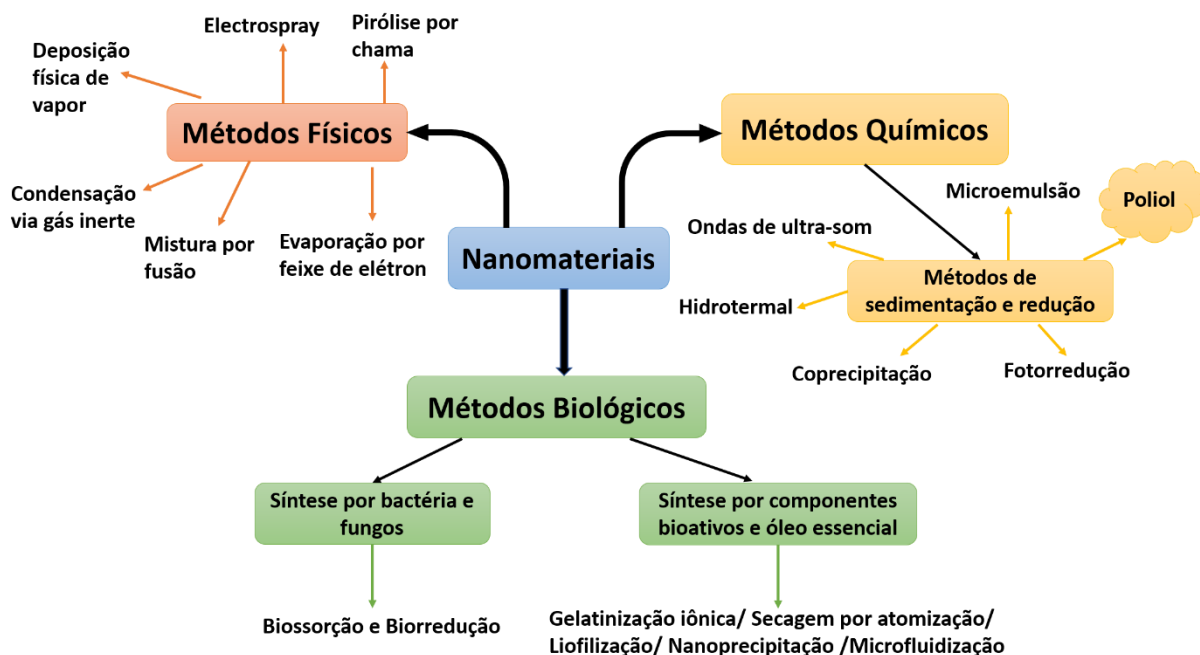 Electrospray
Pirólise por
chama
Deposição
física de
vapor
Métodos Físicos
Métodos Químicos
Condensação
via gás inerte
Mistura por
fusão
Evaporação por
feixe de elétron
Nanomateriais
Microemulsão
Poliol
Ondas de ultra-som
Métodos de
sedimentação e redução
Hidrotermal
Coprecipitação
Fotorredução
Métodos Biológicos
Síntese por bactéria e
fungos
Síntese por componentes
bioativos e óleo essencial
Biossorção e Biorredução
Gelatinização iônica/ Secagem por atomização/
Liofilização/ Nanoprecipitação /Microfluidização